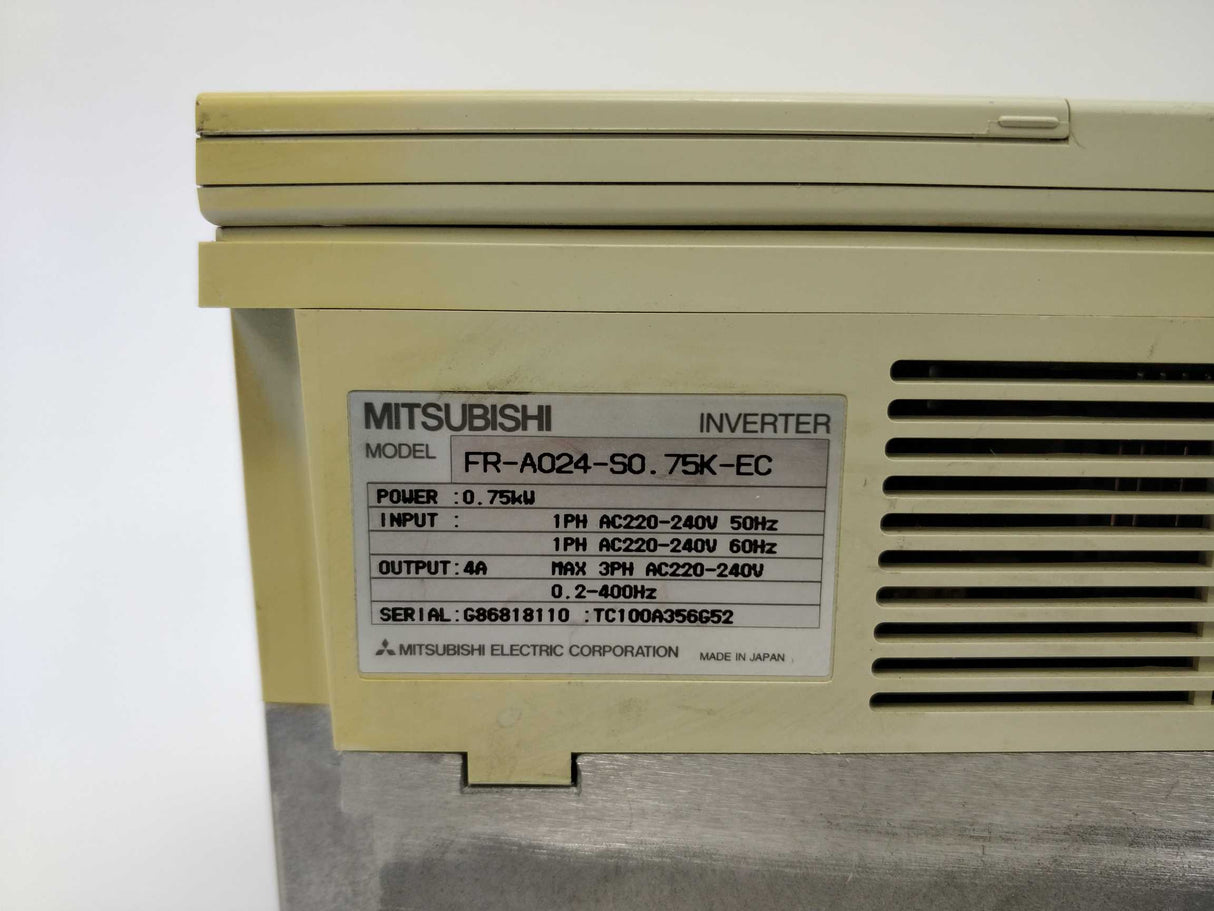 MITSUBISHI INVERTER
MODEL FR-A024-S0.75K-EC
POWER :0.75kW
INPUT : 1PH AC220-240V 50Hz
1PH AC220-240V 60Hz
OUTPUT:4A MAX 3PH AC220-240V
0.2-400Hz
SERIAL:G86818110 :TC100A356G52
MITSUBISHI ELECTRIC CORPORATION MADE IN JAPAN